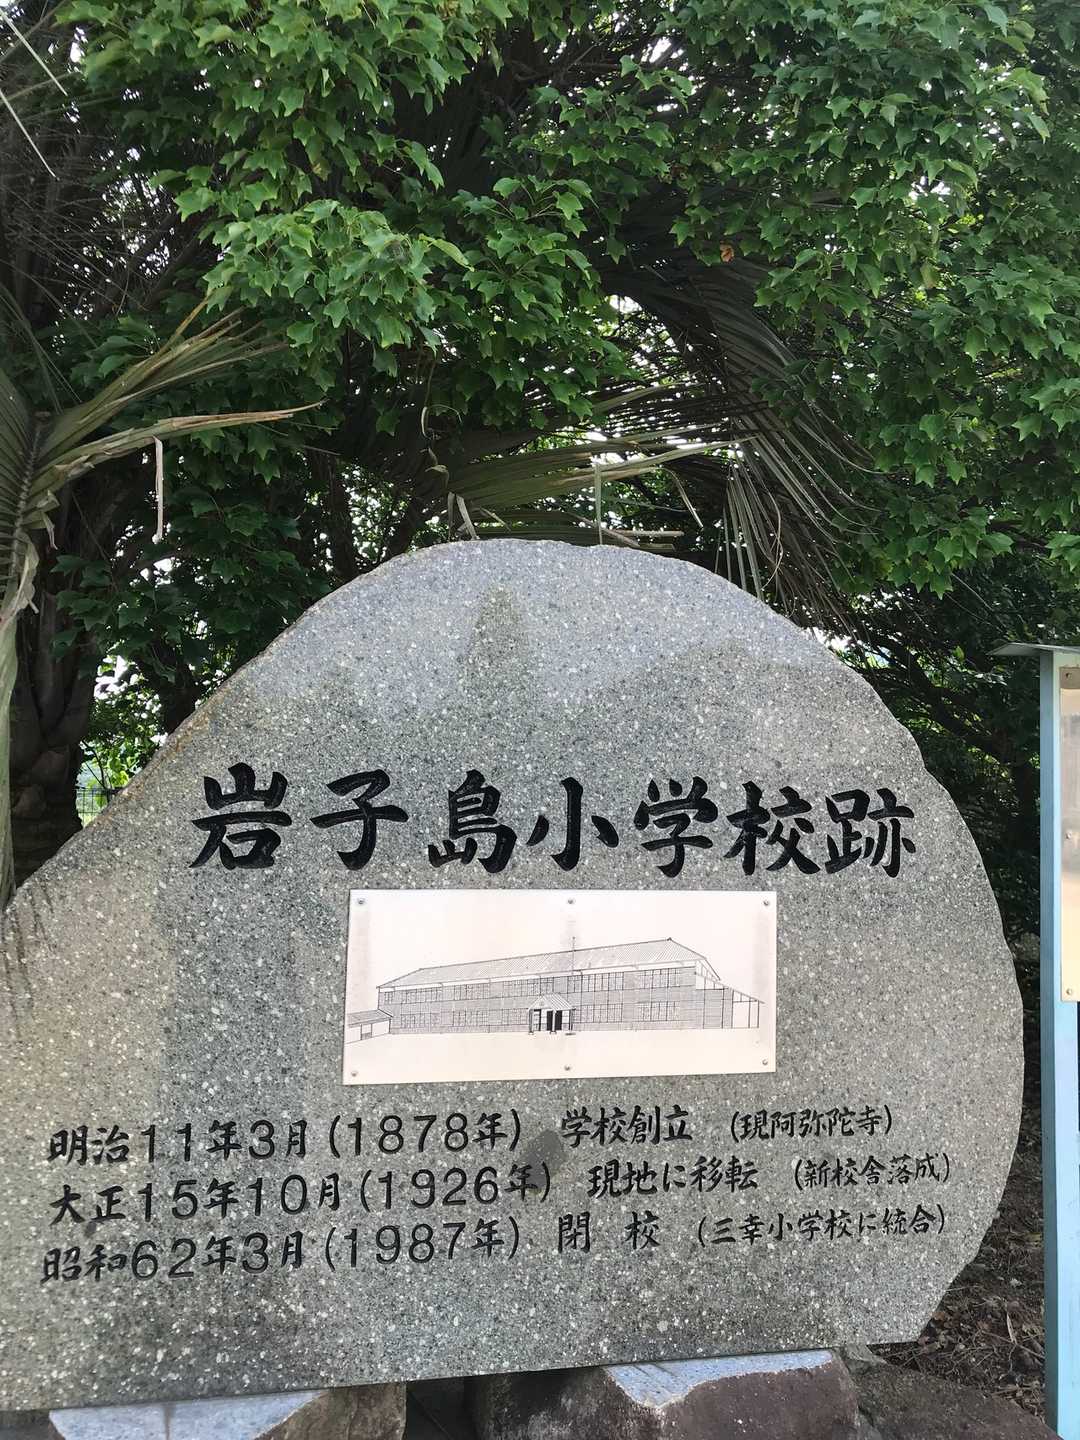 岩子島小学校跡
明治11年3月(1878年) 学校創立 (現阿弥陀寺)
大正15年10月(1926年) 現地に移転 (新校舎落成)
昭和62年3月(1987年) 閉 校 (三幸小学校に統合)